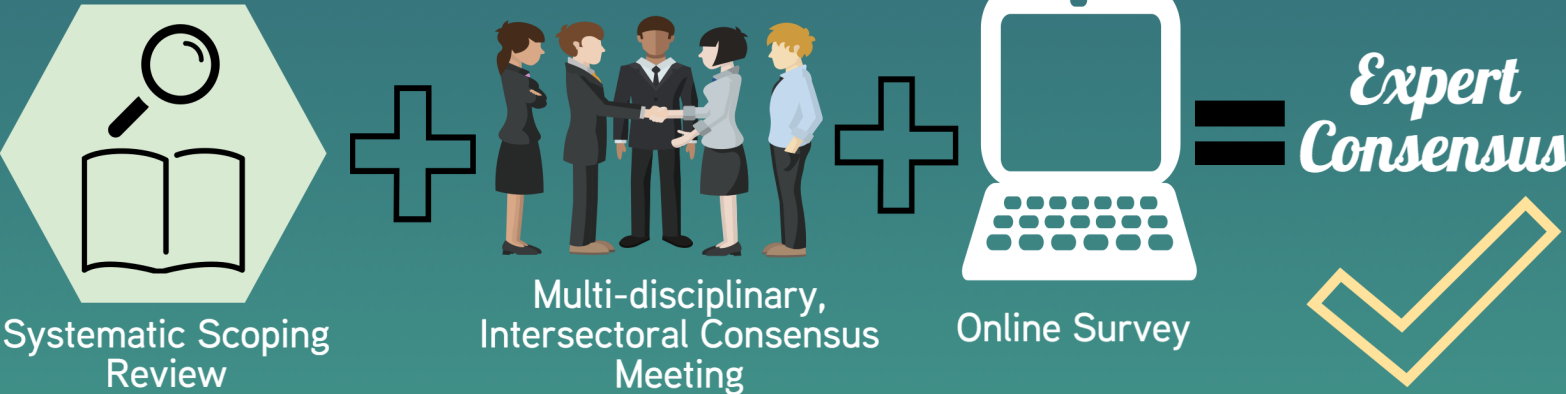 Systematic Scoping
Review
Multi-disciplinary,
Intersectoral Consensus
Meeting
Online Survey
Expert
Consensus